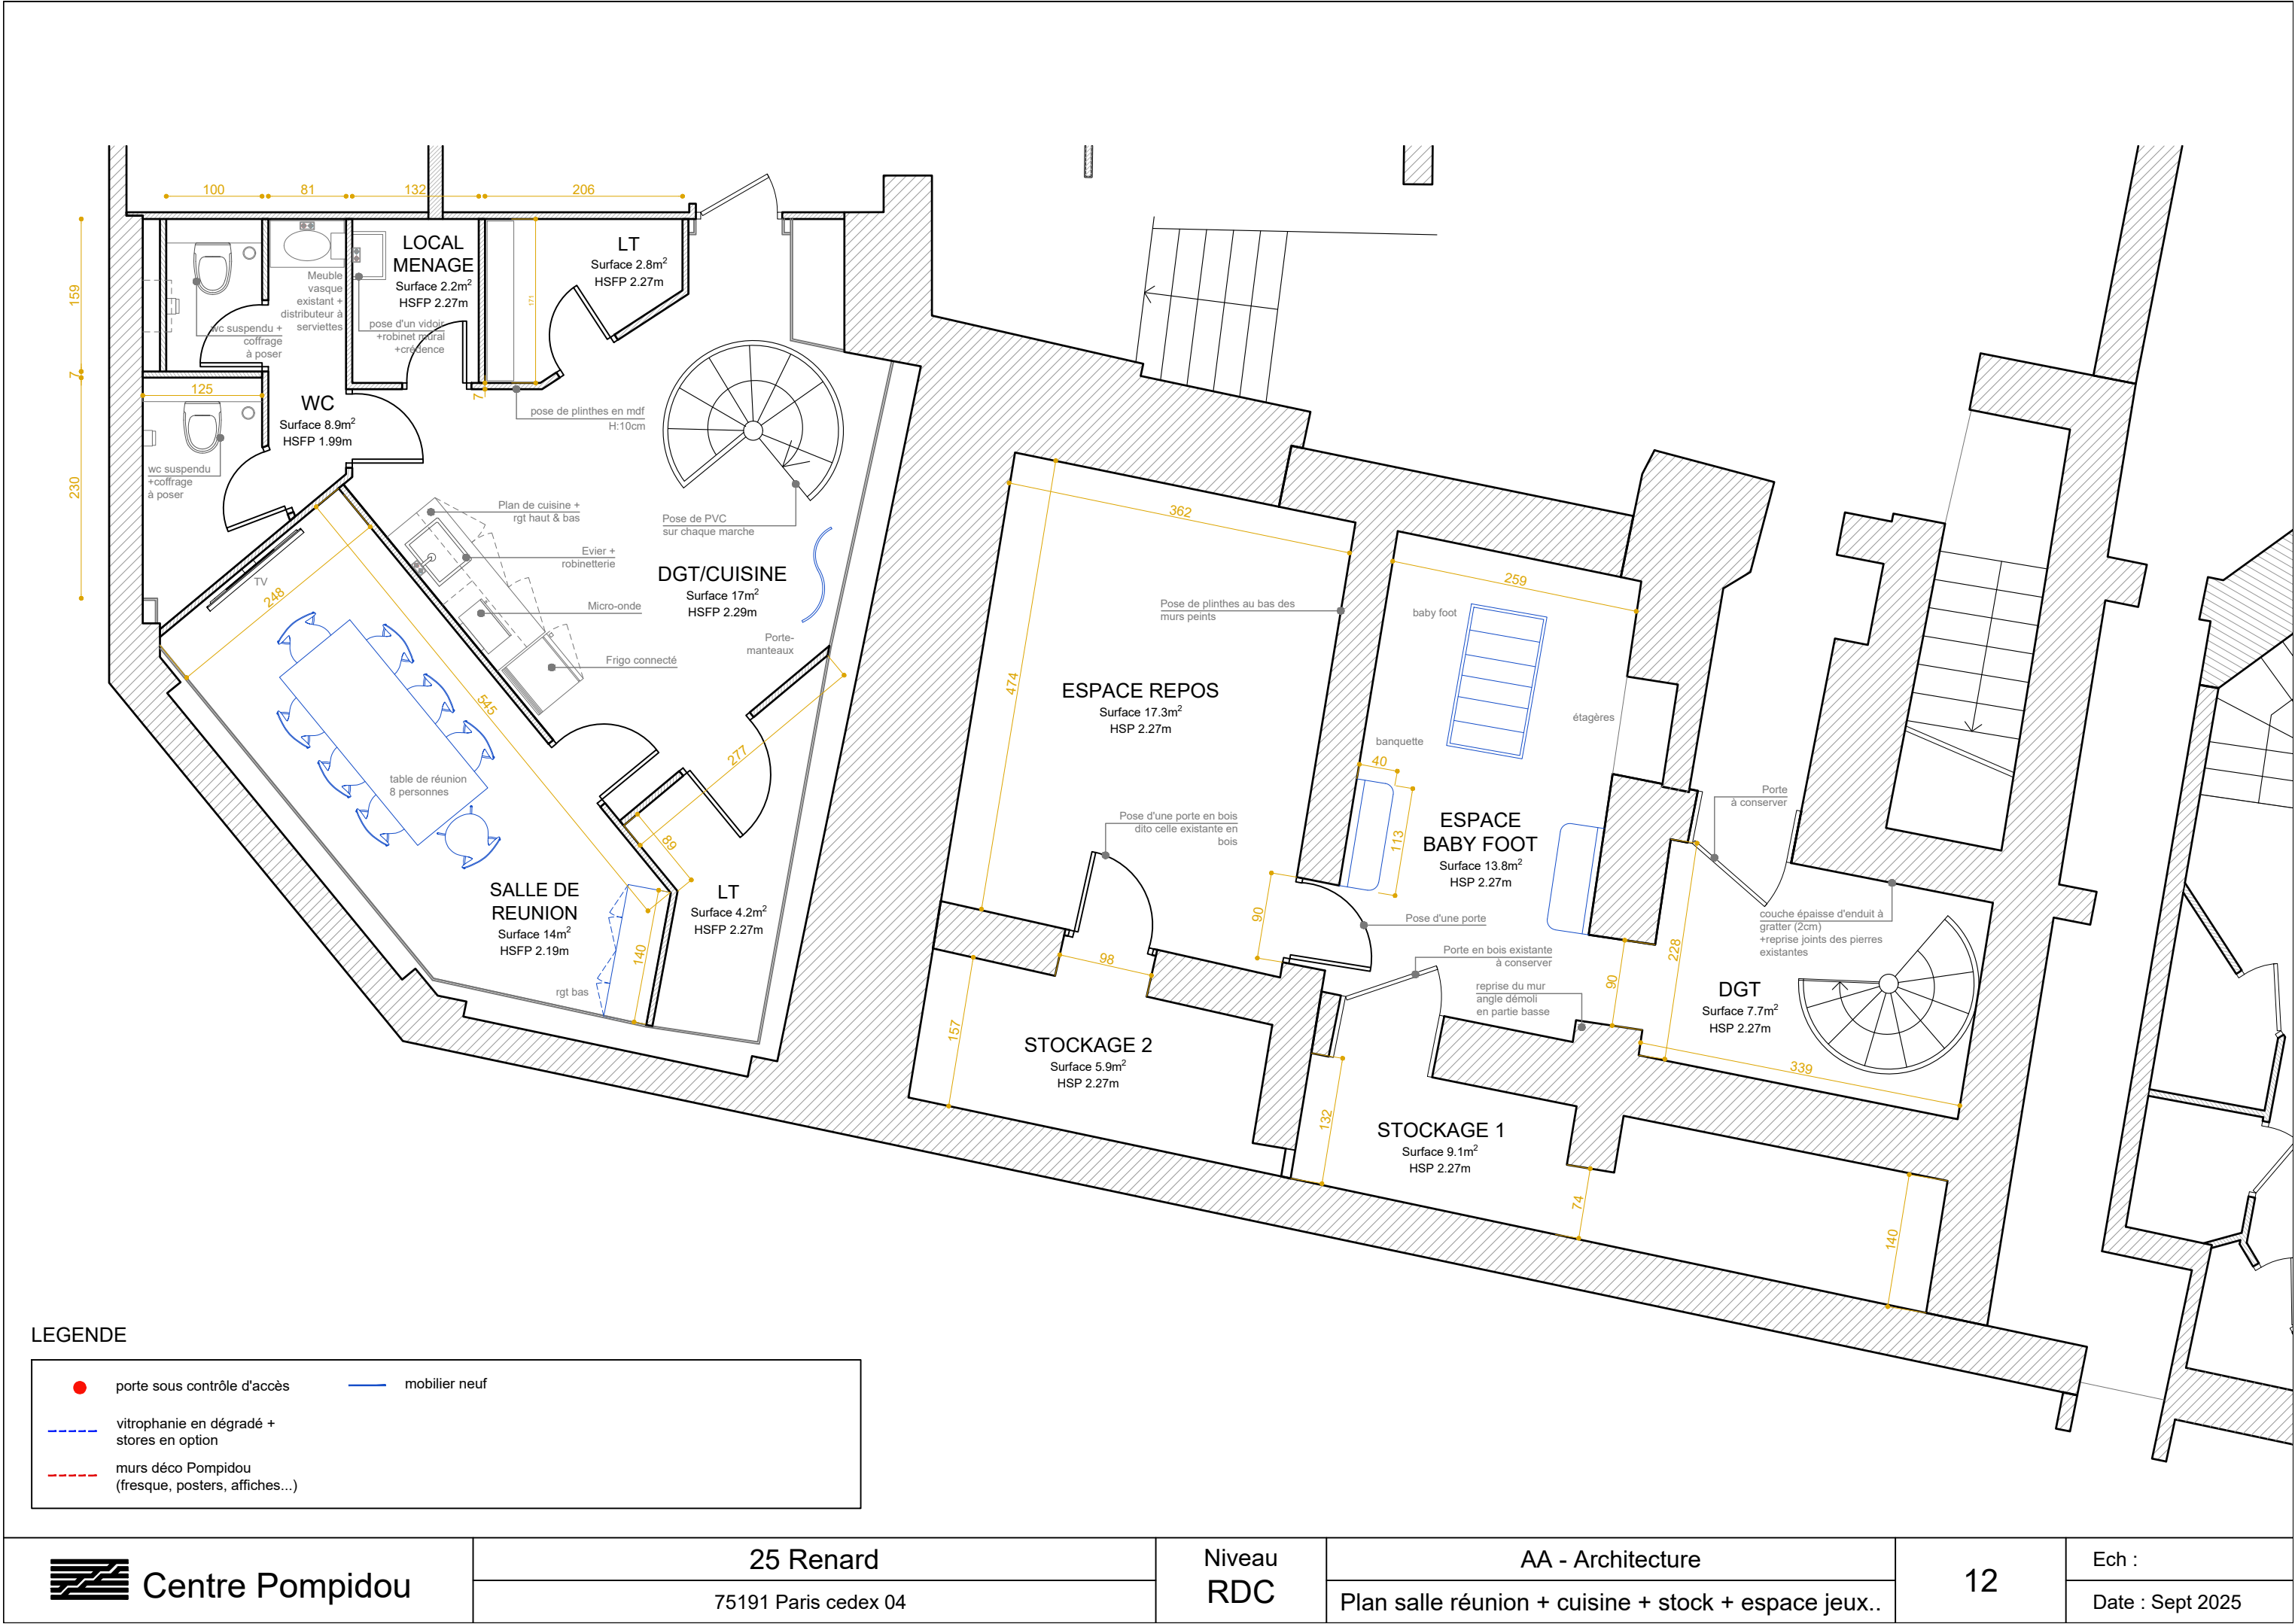 100
81
132
206
159
7
230
125
7
171
LOCAL
MENAGE
Surface 2.2m²
HSFP 2.27m
LT
Surface 2.8m²
HSFP 2.27m
Meuble
vasque
existant +
distributeur à
serviettes
wc suspendu +
coffrage
à poser
pose d'un vidoir
+robinet mural
+crédence
WC
Surface 8.9m²
HSFP 1.99m
wc suspendu
+coffrage
à poser
pose de plinthes en mdf
H:10cm
Plan de cuisine +
rgt haut & bas
Evier +
robinetterie
Micro-onde
Frigo connecté
Pose de PVC
sur chaque marche
DGT/CUISINE
Surface 17m²
HSFP 2.29m
Porte-
manteaux
TV
248
545
277
89
140
table de réunion
8 personnes
SALLE DE
REUNION
Surface 14m²
HSFP 2.19m
rgt bas
LT
Surface 4.2m²
HSFP 2.27m
362
474
Pose de plinthes au bas des
murs peints
ESPACE REPOS
Surface 17.3m²
HSP 2.27m
Pose d'une porte en bois
dito celle existante en
bois
98
90
157
STOCKAGE 2
Surface 5.9m²
HSP 2.27m
259
baby foot
étagères
banquette
40
113
ESPACE
BABY FOOT
Surface 13.8m²
HSP 2.27m
Pose d'une porte
Porte en bois existante
à conserver
reprise du mur
angle démoli
en partie basse
90
228
Porte
à conserver
couche épaisse d'enduit à
gratter (2cm)
+reprise joints des pierres
existantes
DGT
Surface 7.7m²
HSP 2.27m
339
132
STOCKAGE 1
Surface 9.1m²
HSP 2.27m
74
140
LEGENDE
porte sous contrôle d'accès
mobilier neuf
vitrophanie en dégradé +
stores en option
murs déco Pompidou
(fresque, posters, affiches...)
Centre Pompidou
25 Renard
75191 Paris cedex 04
Niveau
RDC
AA - Architecture
Plan salle réunion + cuisine + stock + espace jeux..
12
Ech :
Date : Sept 2025